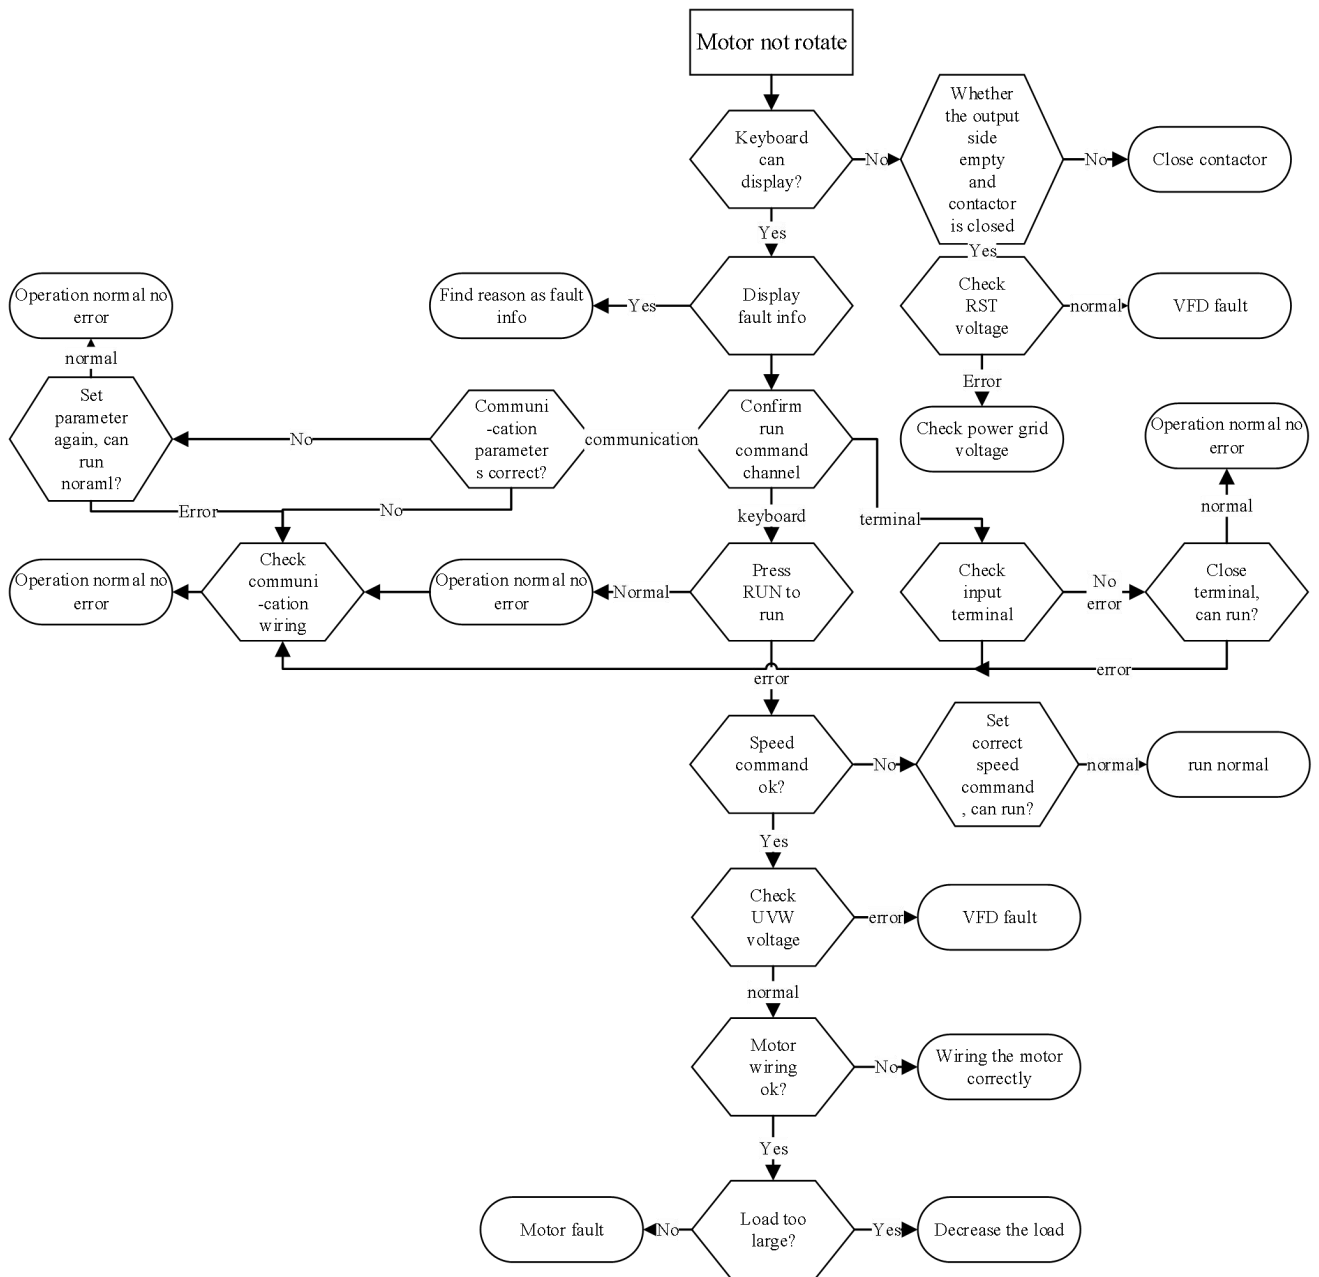 Motor not rotate
Keyboard
can
display?
No
Whether
the output
side
empty
and
contactor
is closed
No
Close contactor
Yes
Yes
Operation normal no
error
Find reason as fault
info
Yes
Display
fault info
Check
RST
voltage
normal
VFD fault
normal
Error
Set
parameter
again, can
run
noraml?
No
Communi
-cation
parameter
s correct?
communication
Confirm
run
command
channel
Check power grid
voltage
Operation normal no
error
Error
No
keyboard
terminal
normal
Operation normal no
error
Check
communi
-cation
wiring
Operation normal no
error
Normal
Press
RUN to
run
Check
input
terminal
No
error
Close
terminal,
can run?
error
error
Speed
command
ok?
No
Set
correct
speed
command
, can run?
normal
run normal
Yes
Check
UVW
voltage
error
VFD fault
normal
Motor
wiring
ok?
No
Wiring the motor
correctly
Yes
Motor fault
No
Load too
large?
Yes
Decrease the load